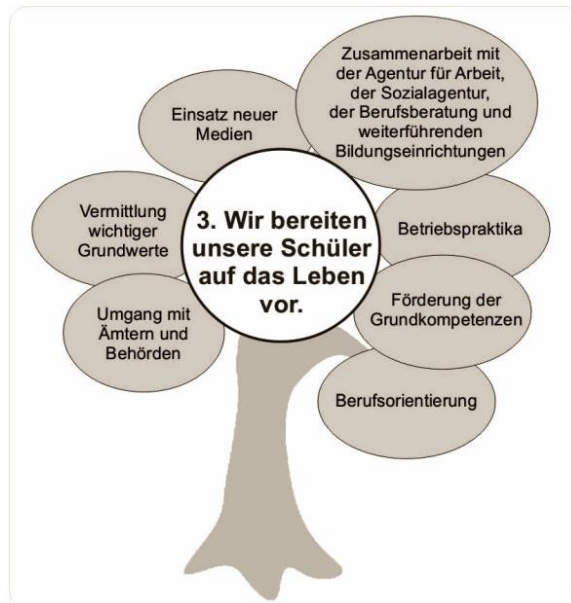 Zusammenarbeit mit
der Agentur für Arbeit,
der Sozialagentur,
der Berufsberatung und
weiterführenden
Bildungseinrichtungen
Einsatz neuer
Medien
Vermittlung
wichtiger
Grundwerte
3. Wir bereiten
unsere Schüler
auf das Leben
vor.
Betriebspraktika
Umgang mit
Ämtern und
Behörden
Förderung der
Grundkompetenzen
Berufsorientierung